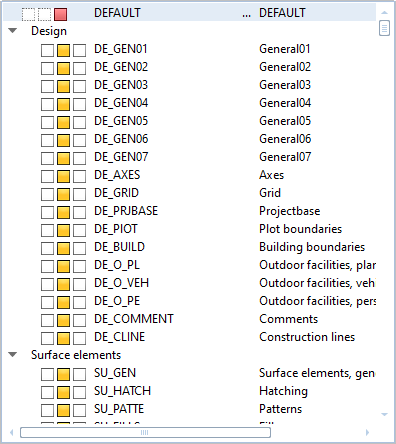 DEFAULT ... DEFAULT
Design
DE_GEN01 General01
DE_GEN02 General02
DE_GEN03 General03
DE_GEN04 General04
DE_GEN05 General05
DE_GEN06 General06
DE_GEN07 General07
DE_AXES Axes
DE_GRID Grid
DE_PRJBASE Projectbase
DE_PIOT Plot boundaries
DE_BUILD Building boundaries
DE_O_PL Outdoor facilities, plan
DE_O_VEH Outdoor facilities, veh
DE_O_PE Outdoor facilities, pers
DE_COMMENT Comments
DE_CLINE Construction lines
Surface elements
SU_GEN Surface elements, gen
SU_HATCH Hatching
SU_PATTE Patterns